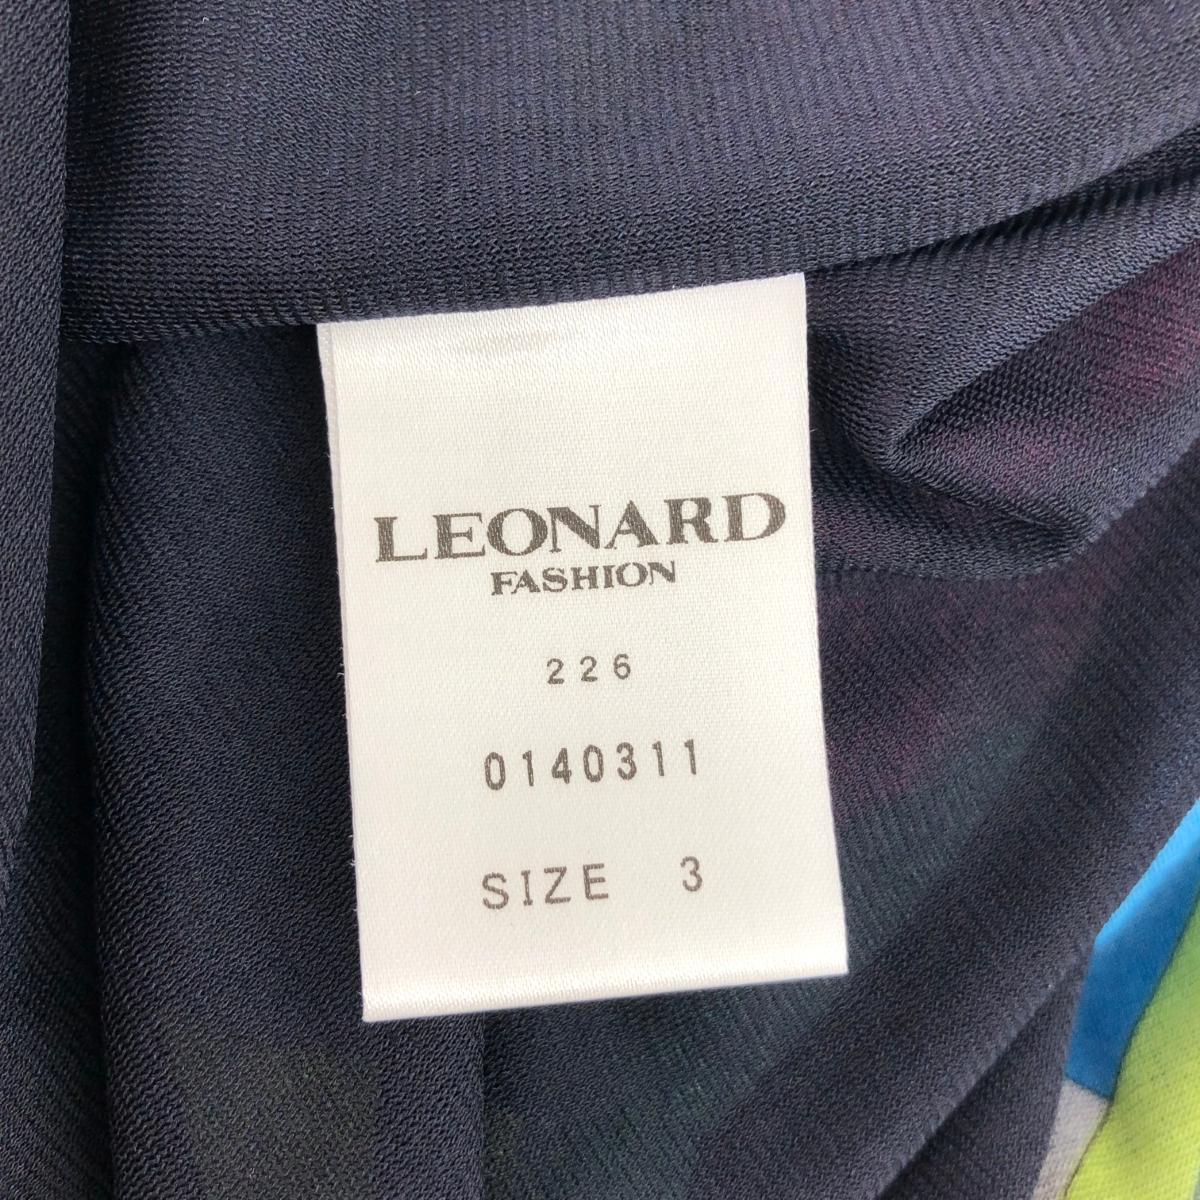 LEONARD
FASHION
226
0140311
SIZE 3